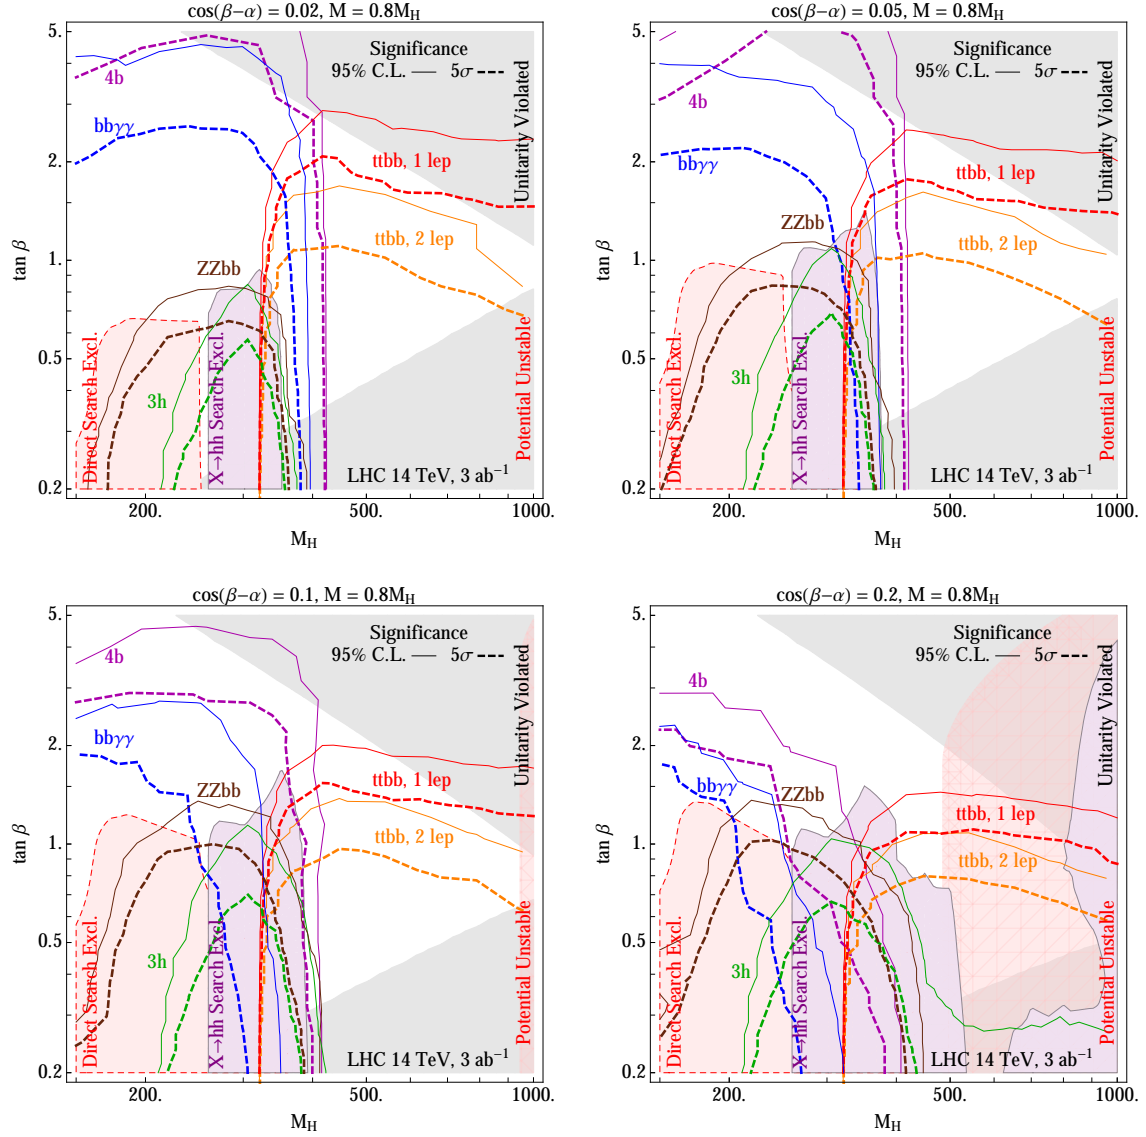 cos(β−α) = 0.02, M = 0.8M_H
5.
2.
1.
0.5
0.2
tan β
Significance
95% C.L. — 5σ ---
4b
bbγγ
ttbb, 1 lep
ttbb, 2 lep
ZZbb
3h
Direct Search Excl.
X→hh Search Excl.
Unitarity Violated
Potential Unstable
LHC 14 TeV, 3 ab⁻¹
200.
500.
1000.
M_H
cos(β−α) = 0.05, M = 0.8M_H
5.
2.
1.
0.5
0.2
tan β
Significance
95% C.L. — 5σ ---
4b
bbγγ
ttbb, 1 lep
ttbb, 2 lep
ZZbb
3h
Direct Search Excl.
X→hh Search Excl.
Unitarity Violated
Potential Unstable
LHC 14 TeV, 3 ab⁻¹
200.
500.
1000.
M_H
cos(β−α) = 0.1, M = 0.8M_H
5.
2.
1.
0.5
0.2
tan β
Significance
95% C.L. — 5σ ---
4b
bbγγ
ttbb, 1 lep
ttbb, 2 lep
ZZbb
3h
Direct Search Excl.
X→hh Search Excl.
Unitarity Violated
Potential Unstable
LHC 14 TeV, 3 ab⁻¹
200.
500.
1000.
M_H
cos(β−α) = 0.2, M = 0.8M_H
5.
2.
1.
0.5
0.2
tan β
Significance
95% C.L. — 5σ ---
4b
bbγγ
ttbb, 1 lep
ttbb, 2 lep
ZZbb
3h
Direct Search Excl.
X→hh Search Excl.
Unitarity Violated
Potential Unstable
LHC 14 TeV, 3 ab⁻¹
200.
500.
1000.
M_H